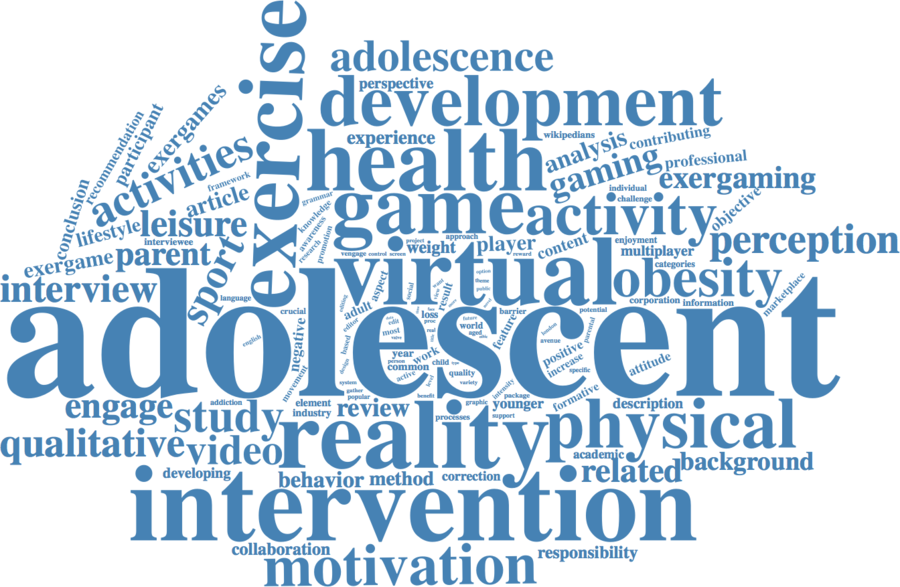 exercise
adolescence
perspective
development
recommendation
participant
exergames
experience
wikipedians
health
analysis
contributing
activities
gaming
professional
exergaming
framework
individual
challenge
conclusion
article
grammar
knowledge
game
activity
objective
lifestyle
leisure
awareness
research
promotion
interviewee
project
approach
weight
player
content
enjoyment
multiplayer
perception
exergame
parent
vengage
control
screen
reward
sport
virtual
obesity
categories
interview
language
aspect
social
result
option
theme
public
corporation
information
marketplace
adolescent
crucial
adult
editor
loss
barrier
potential
feature
world
future
aged
most
edit
english
negative
based
design
year
work
person
common
child
london
avenue
parental
positive
increase
specific
attitude
movement
active
quality
variety
intensity
system
gather
popular
benefit
graphic
package
formative
engage
addiction
element
industry
review
processes
younger
support
description
study
reality
physical
qualitative
video
academic
related
background
developing
behavior
method
correction
intervention
collaboration
motivation
responsibility